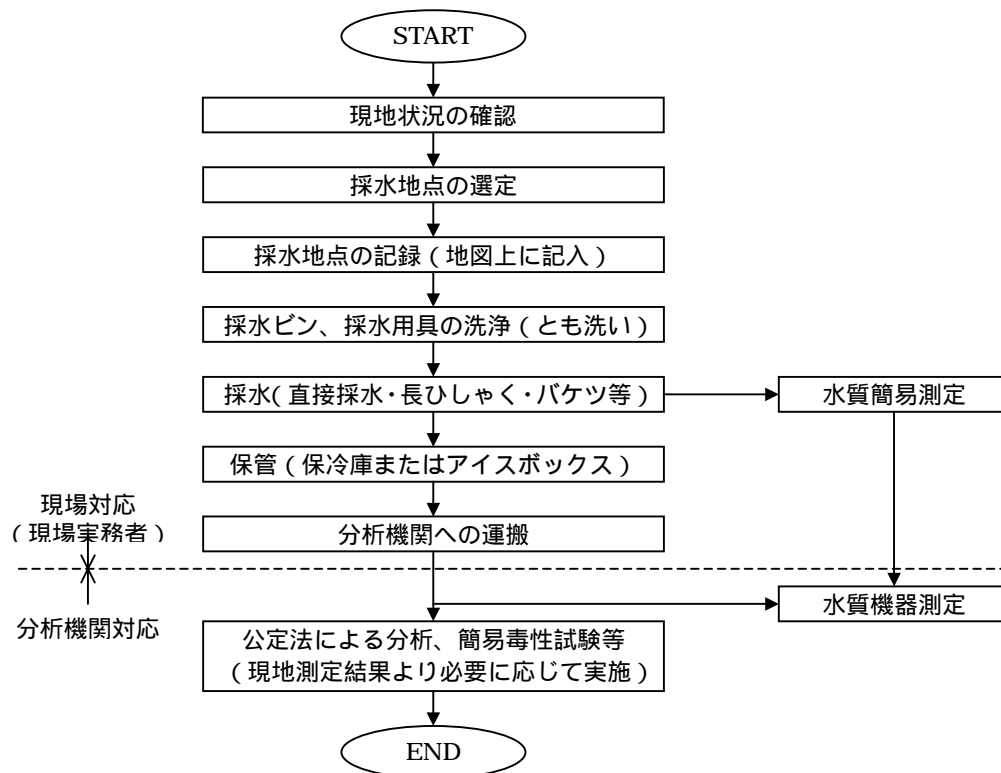 START
現地状況の確認
採水地点の選定
採水地点の記録（地図上に記入）
採水ビン、採水用具の洗浄（とも洗い）
採水（直接採水・長ひしゃく・バケツ等）
水質簡易測定
保管（保冷庫またはアイスボックス）
現場対応
（現場実務者）
分析機関への運搬
水質機器測定
分析機関対応
公定法による分析、簡易毒性試験等
（現地測定結果より必要に応じて実施）
END